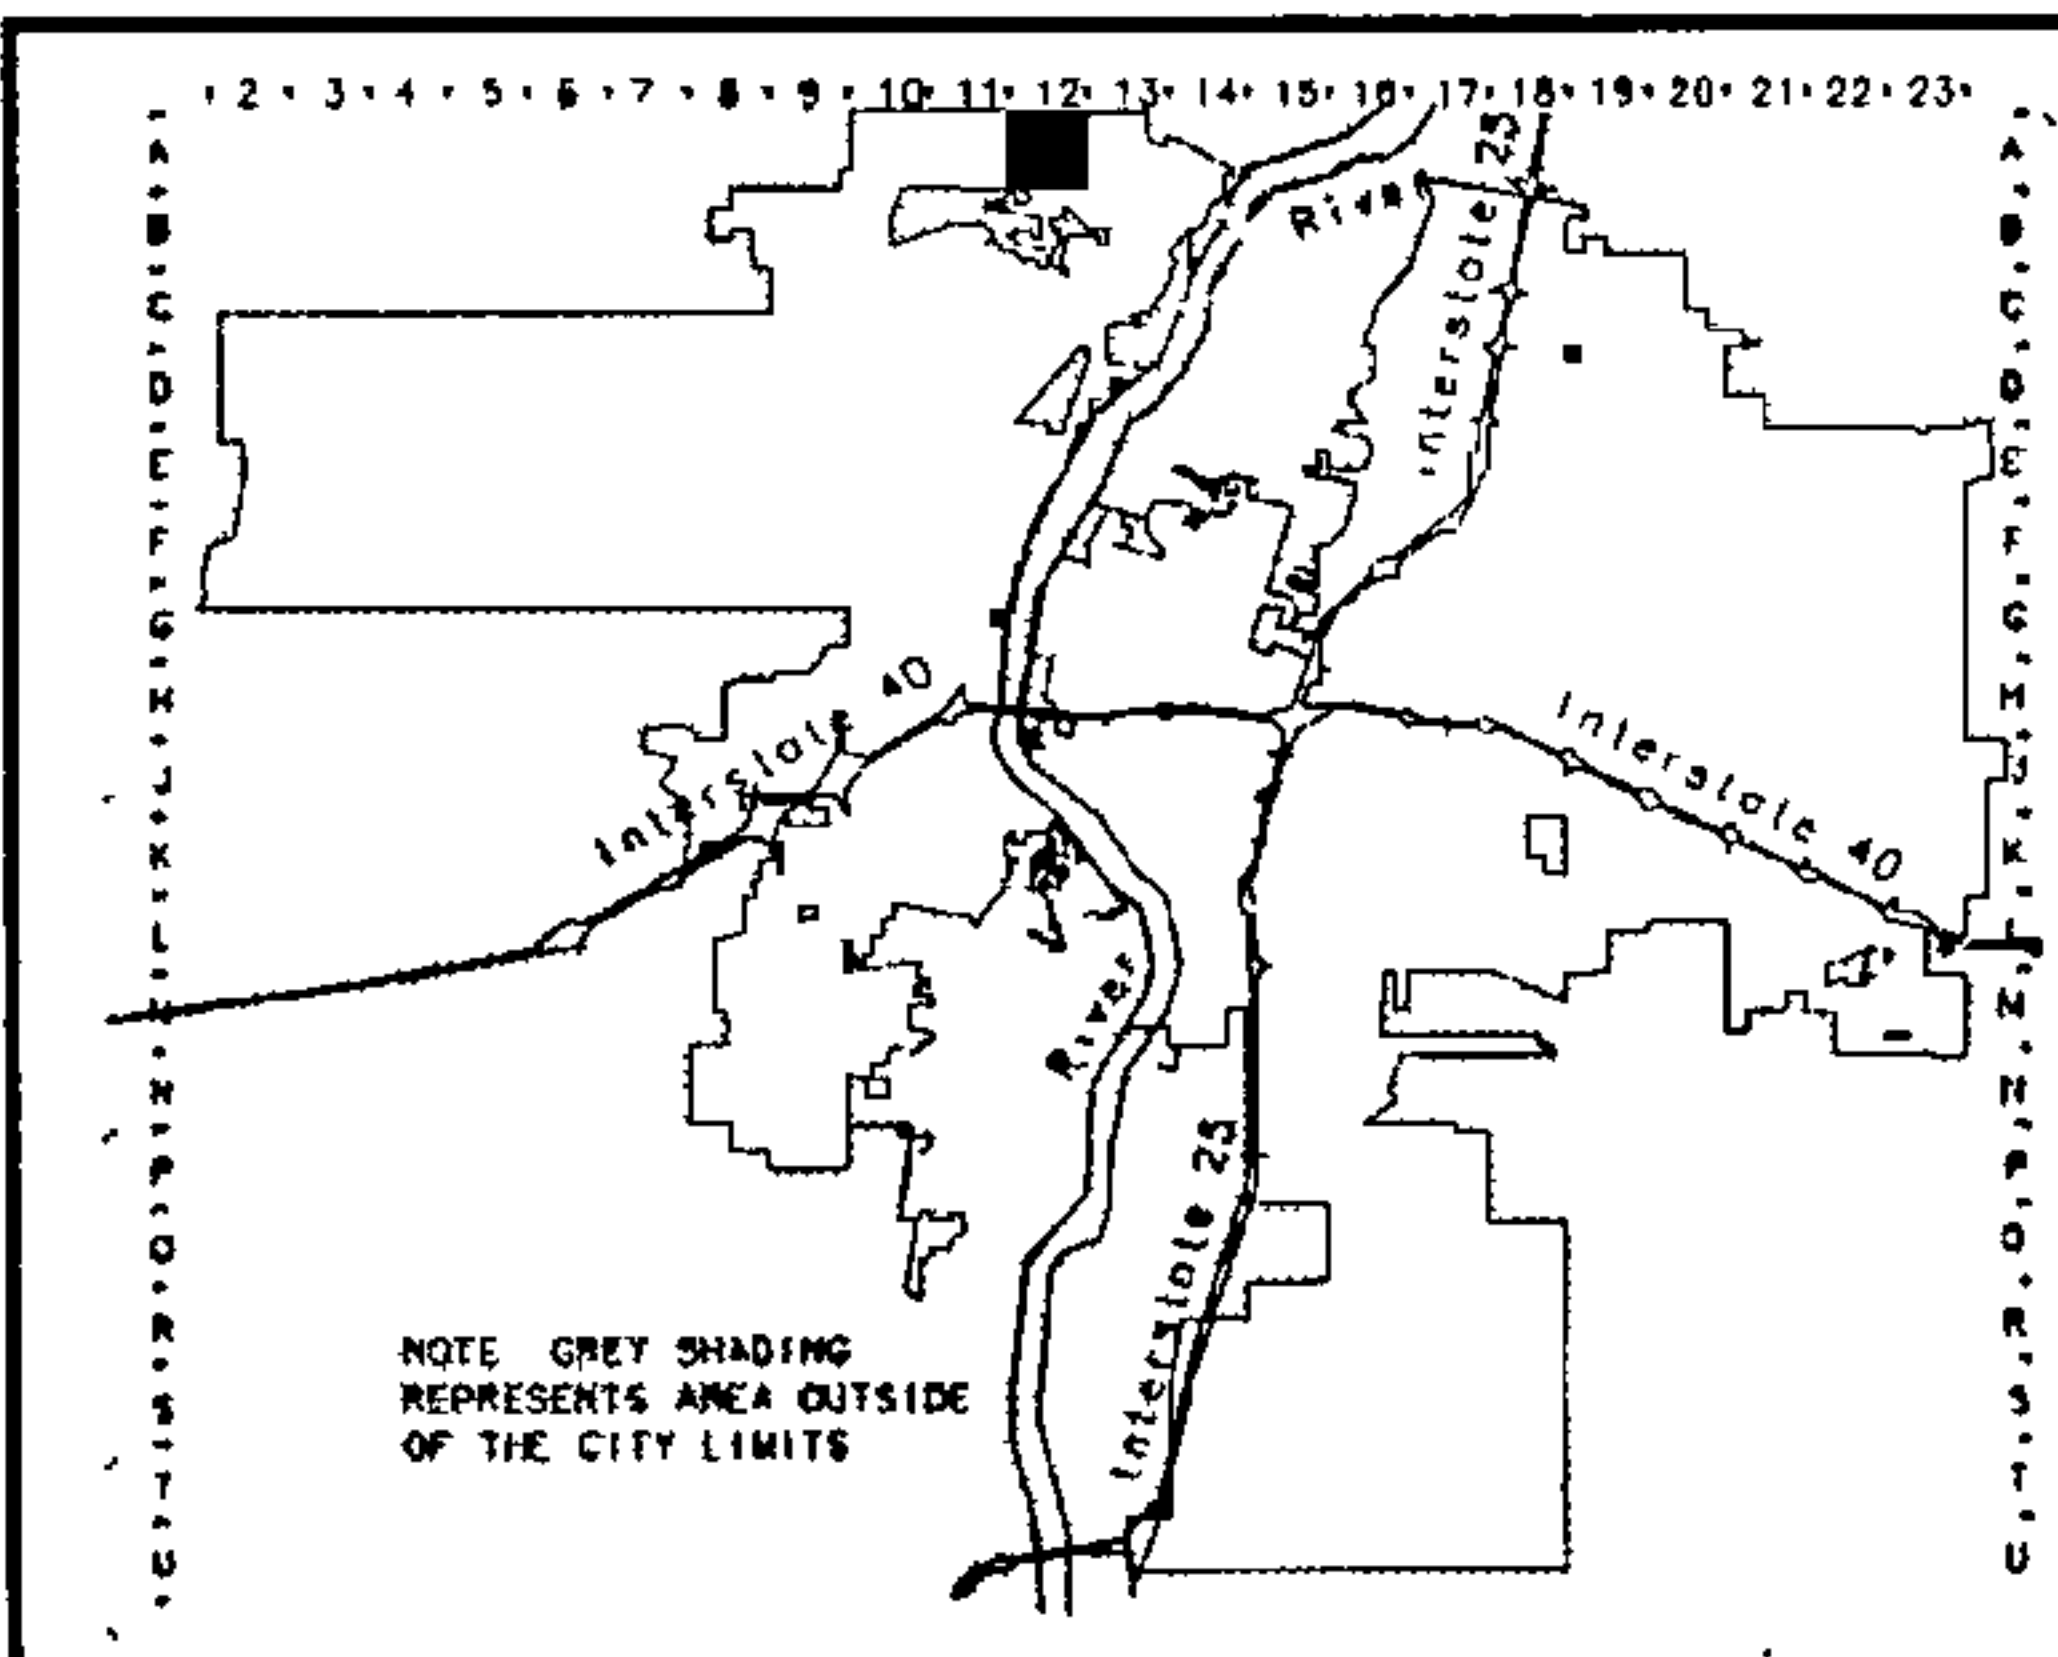 2 3 4 5 6 7 8 9 10 11 12 13 14 15 16 17 18 19 20 21 22 23
A A
B B
C C
D D
E E
F F
G G
H H
J J
K K
L L
M M
N N
P P
Q Q
R R
S S
T T
U U
River
Interstate 25
Interstate 40
Interstate 40
River
Interstate 25
NOTE GREY SHADING
REPRESENTS AREA OUTSIDE
OF THE CITY LIMITS